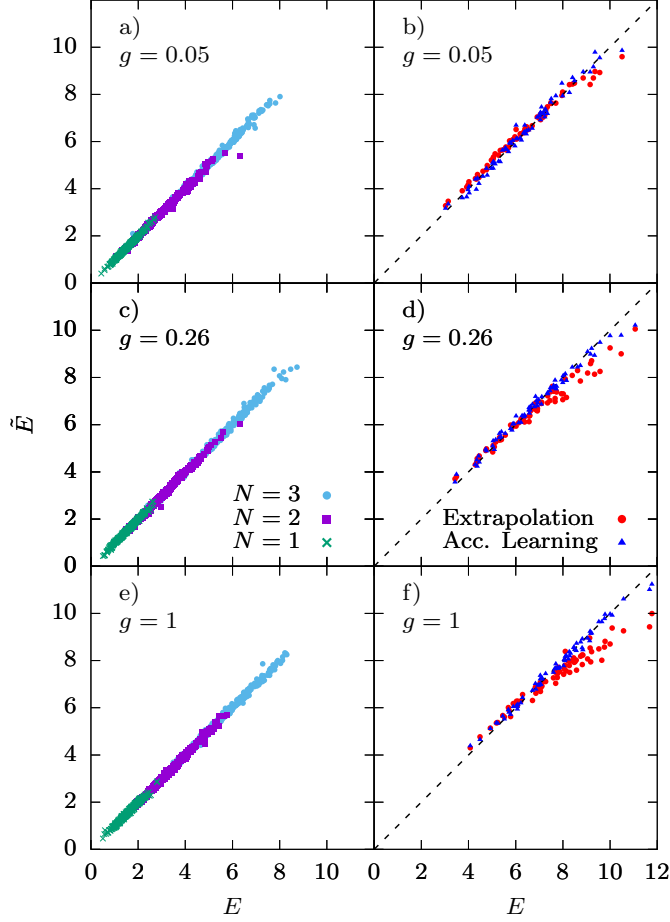 a)
g = 0.05
10
8
6
4
2
0
b)
g = 0.05
c)
g = 0.26
10
8
6
4
2
0
Ẽ
N = 3
N = 2
N = 1
d)
g = 0.26
Extrapolation
Acc. Learning
e)
g = 1
10
8
6
4
2
0
f)
g = 1
0 2 4 6 8 10 0 2 4 6 8 10 12
E E